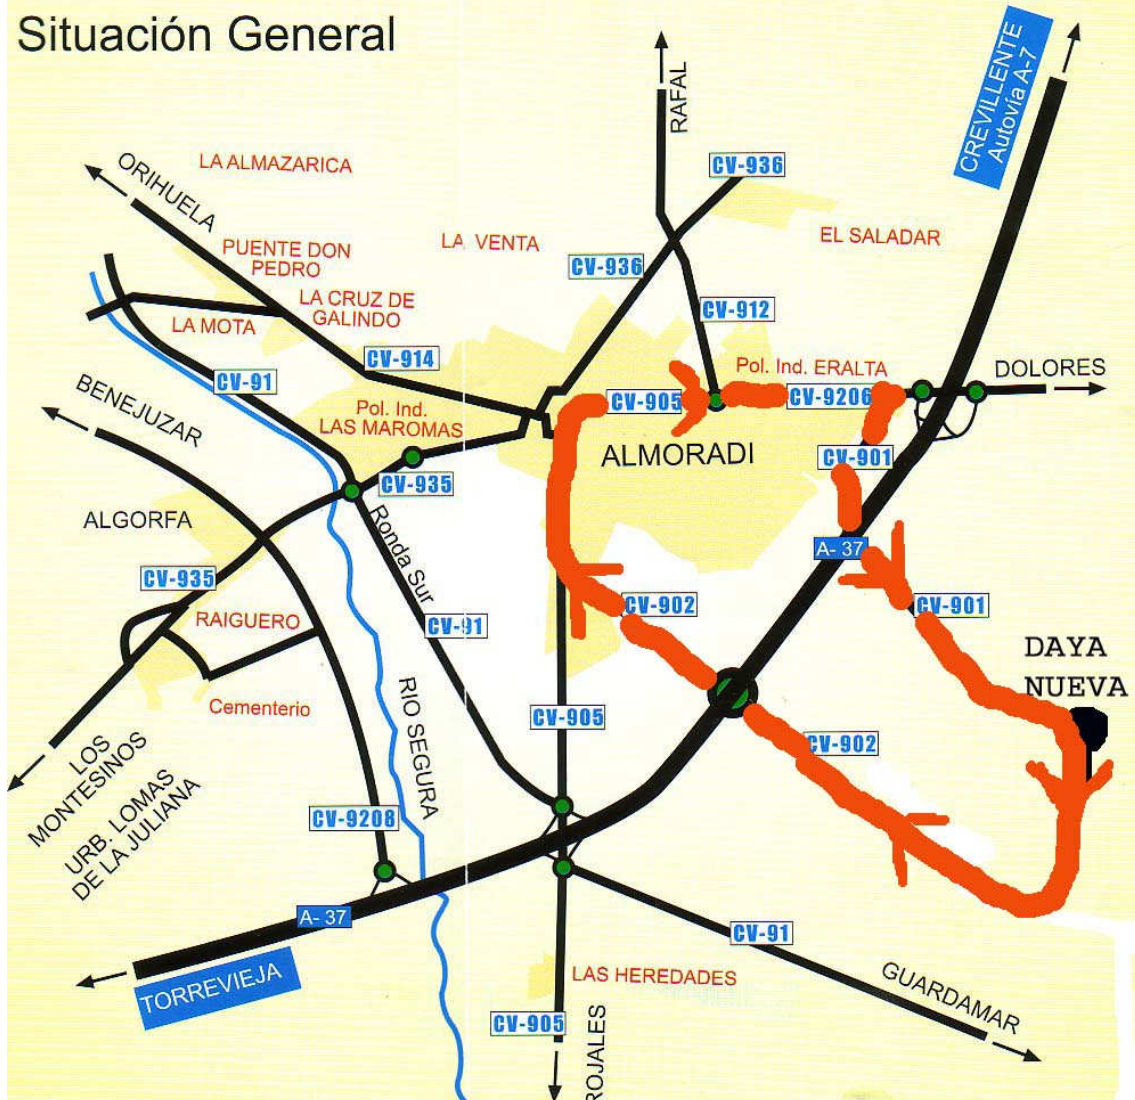 Situación General
CREVILLENTE
Autovía A-7
RAFAL
LA ALMAZARICA
ORIHUELA
CV-936
PUENTE DON
PEDRO
LA VENTA
EL SALADAR
CV-936
LA CRUZ DE
GALINDO
LA MOTA
CV-912
CV-914
Pol. Ind. ERALTA
DOLORES
CV-91
BENEJUZAR
Pol. Ind.
LAS MAROMAS
CV-905
CV-9206
ALMORADI
CV-901
CV-935
ALGORFA
Ronda Sur
A- 37
CV-935
CV-902
CV-901
RAIGUERO
CV-91
DAYA
NUEVA
Cementerio
RIO SEGURA
CV-905
CV-902
LOS
MONTESINOS
URB. LOMAS
DE LA JULIANA
CV-9208
A- 37
CV-91
TORREVIEJA
LAS HEREDADES
GUARDAMAR
CV-905
ROJALES